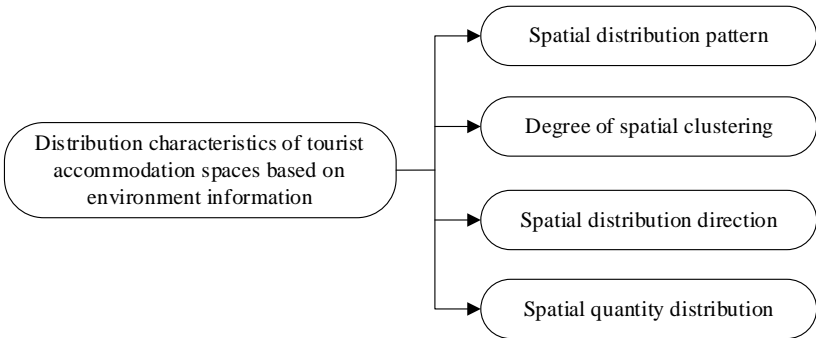 Distribution characteristics of tourist
accommodation spaces based on
environment information
Spatial distribution pattern
Degree of spatial clustering
Spatial distribution direction
Spatial quantity distribution